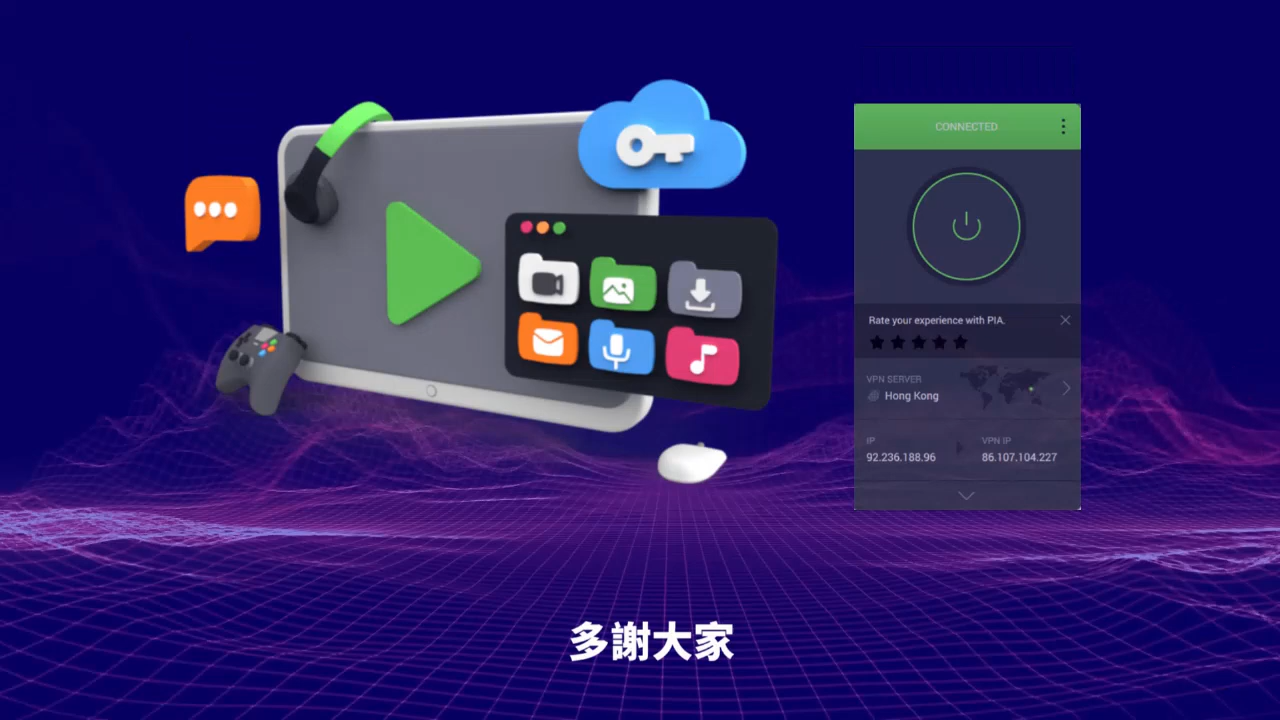 CONNECTED
Rate your experience with PIA.
VPN SERVER
Hong Kong
IP
92.236.188.96
VPN IP
86.107.104.227
多謝大家